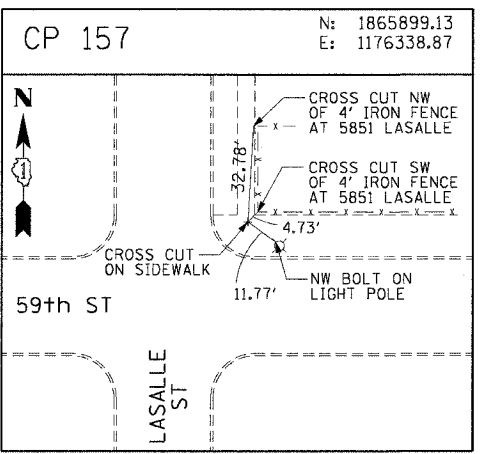 CP 157
N: 1865899.13
E: 1176338.87
N
1
CROSS CUT NW
OF 4' IRON FENCE
AT 5851 LASALLE
32.78'
CROSS CUT SW
OF 4' IRON FENCE
AT 5851 LASALLE
4.73'
CROSS CUT
ON SIDEWALK
11.77'
NW BOLT ON
LIGHT POLE
59th ST
LASALLE
ST